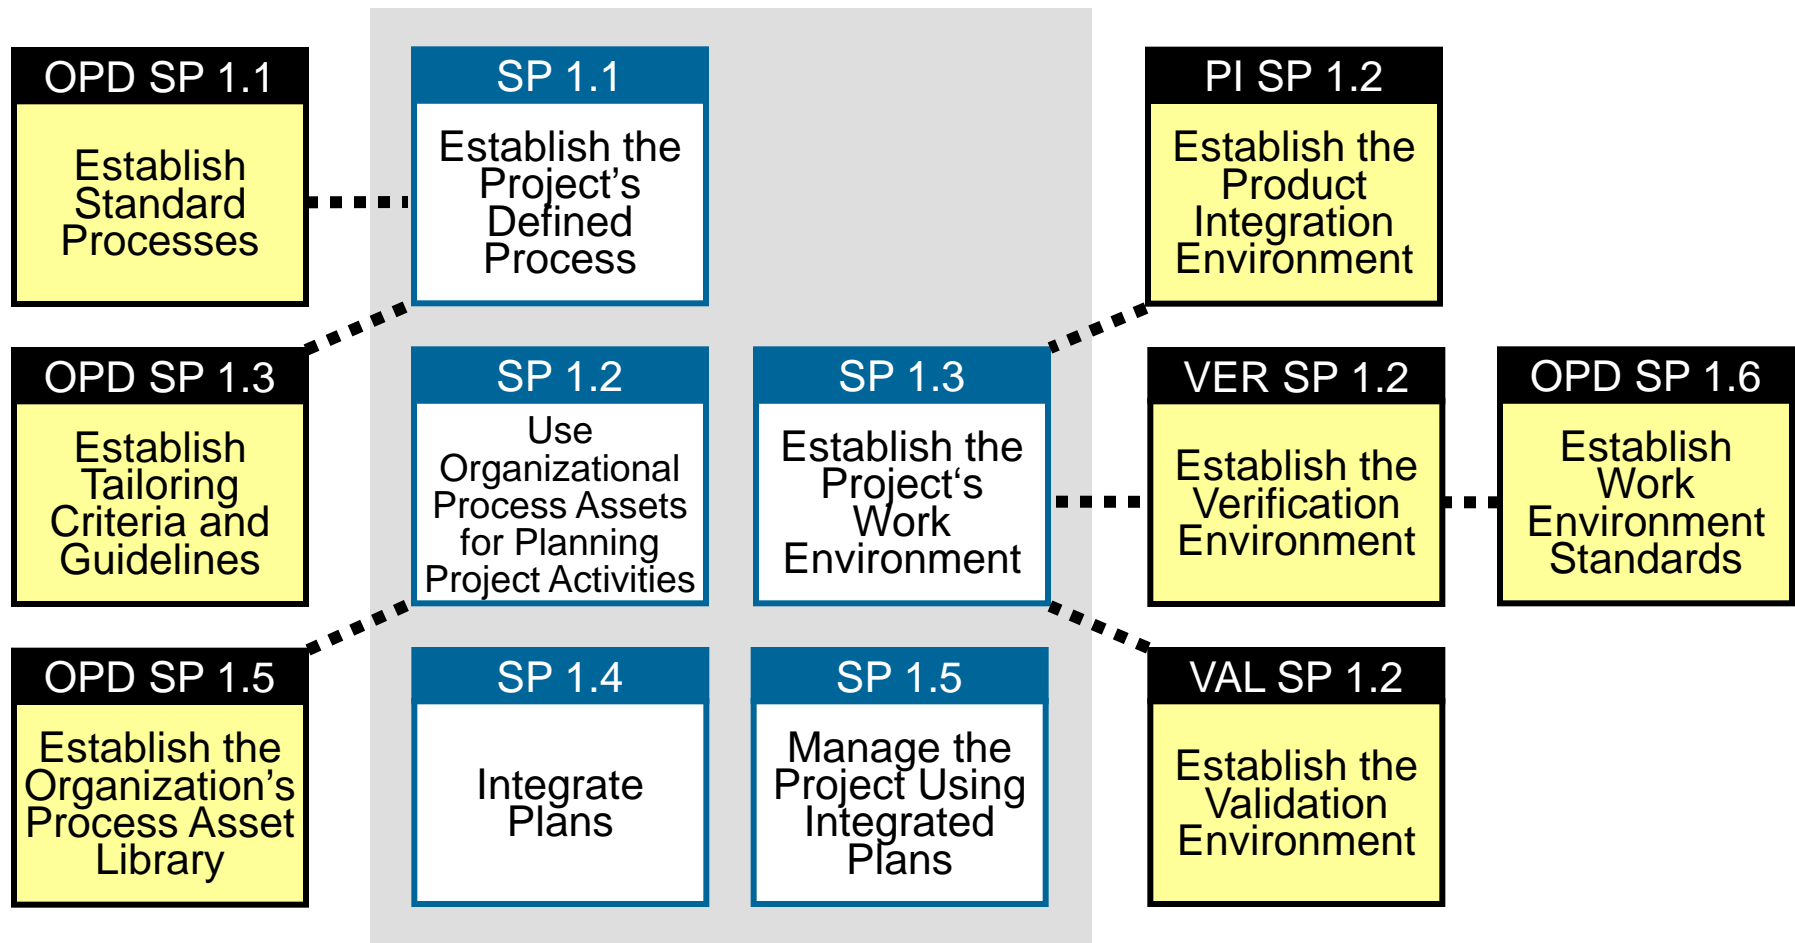 OPD SP 1.1
Establish
Standard
Processes
SP 1.1
Establish the
Project’s
Defined
Process
PI SP 1.2
Establish the
Product
Integration
Environment
OPD SP 1.3
Establish
Tailoring
Criteria and
Guidelines
SP 1.2
Use
Organizational
Process Assets
for Planning
Project Activities
SP 1.3
Establish the
Project‘s
Work
Environment
VER SP 1.2
Establish the
Verification
Environment
OPD SP 1.6
Establish
Work
Environment
Standards
OPD SP 1.5
Establish the
Organization’s
Process Asset
Library
SP 1.4
Integrate
Plans
SP 1.5
Manage the
Project Using
Integrated
Plans
VAL SP 1.2
Establish the
Validation
Environment